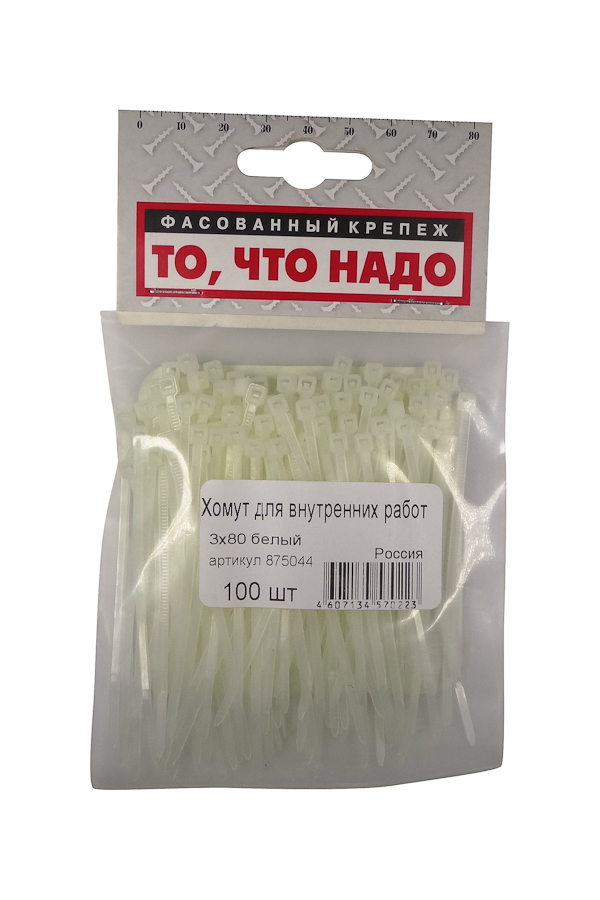 0 10 20 30 40 50 60 70 80
ФАСОВАННЫЙ КРЕПЕЖ
ТО, ЧТО НАДО
Хомут для внутренних работ
3х80 белый
Россия
артикул 875044
100 шт
4 607134 570223